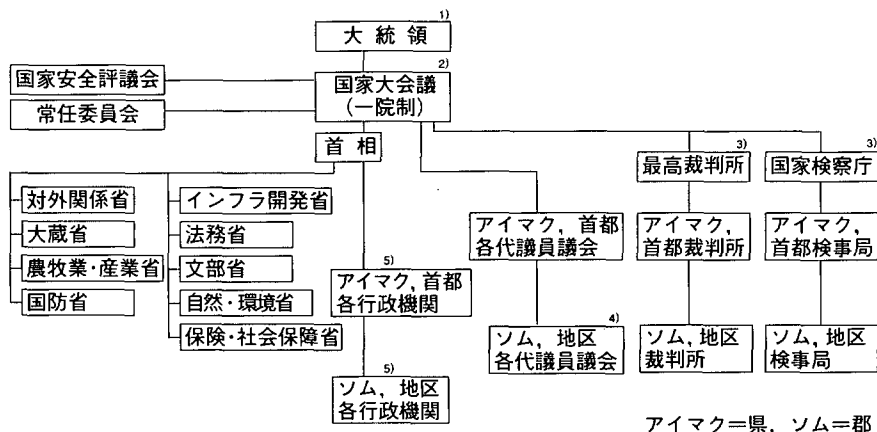 1)
大統領
2)
国家安全評議会
国家大会議
(一院制)
常任委員会
首相
3)
最高裁判所
3)
国家検察庁
対外関係省
インフラ開発省
大蔵省
法務省
農牧業・産業省
文部省
国防省
自然・環境省
保険・社会保障省
5)
アイマク,首都
各行政機関
5)
ソム,地区
各行政機関
アイマク,首都
各代議員議会
4)
ソム,地区
各代議員議会
アイマク,
首都裁判所
ソム,地区
裁判所
アイマク,
首都検事局
ソム,地区
検事局
アイマク=県,ソム=郡